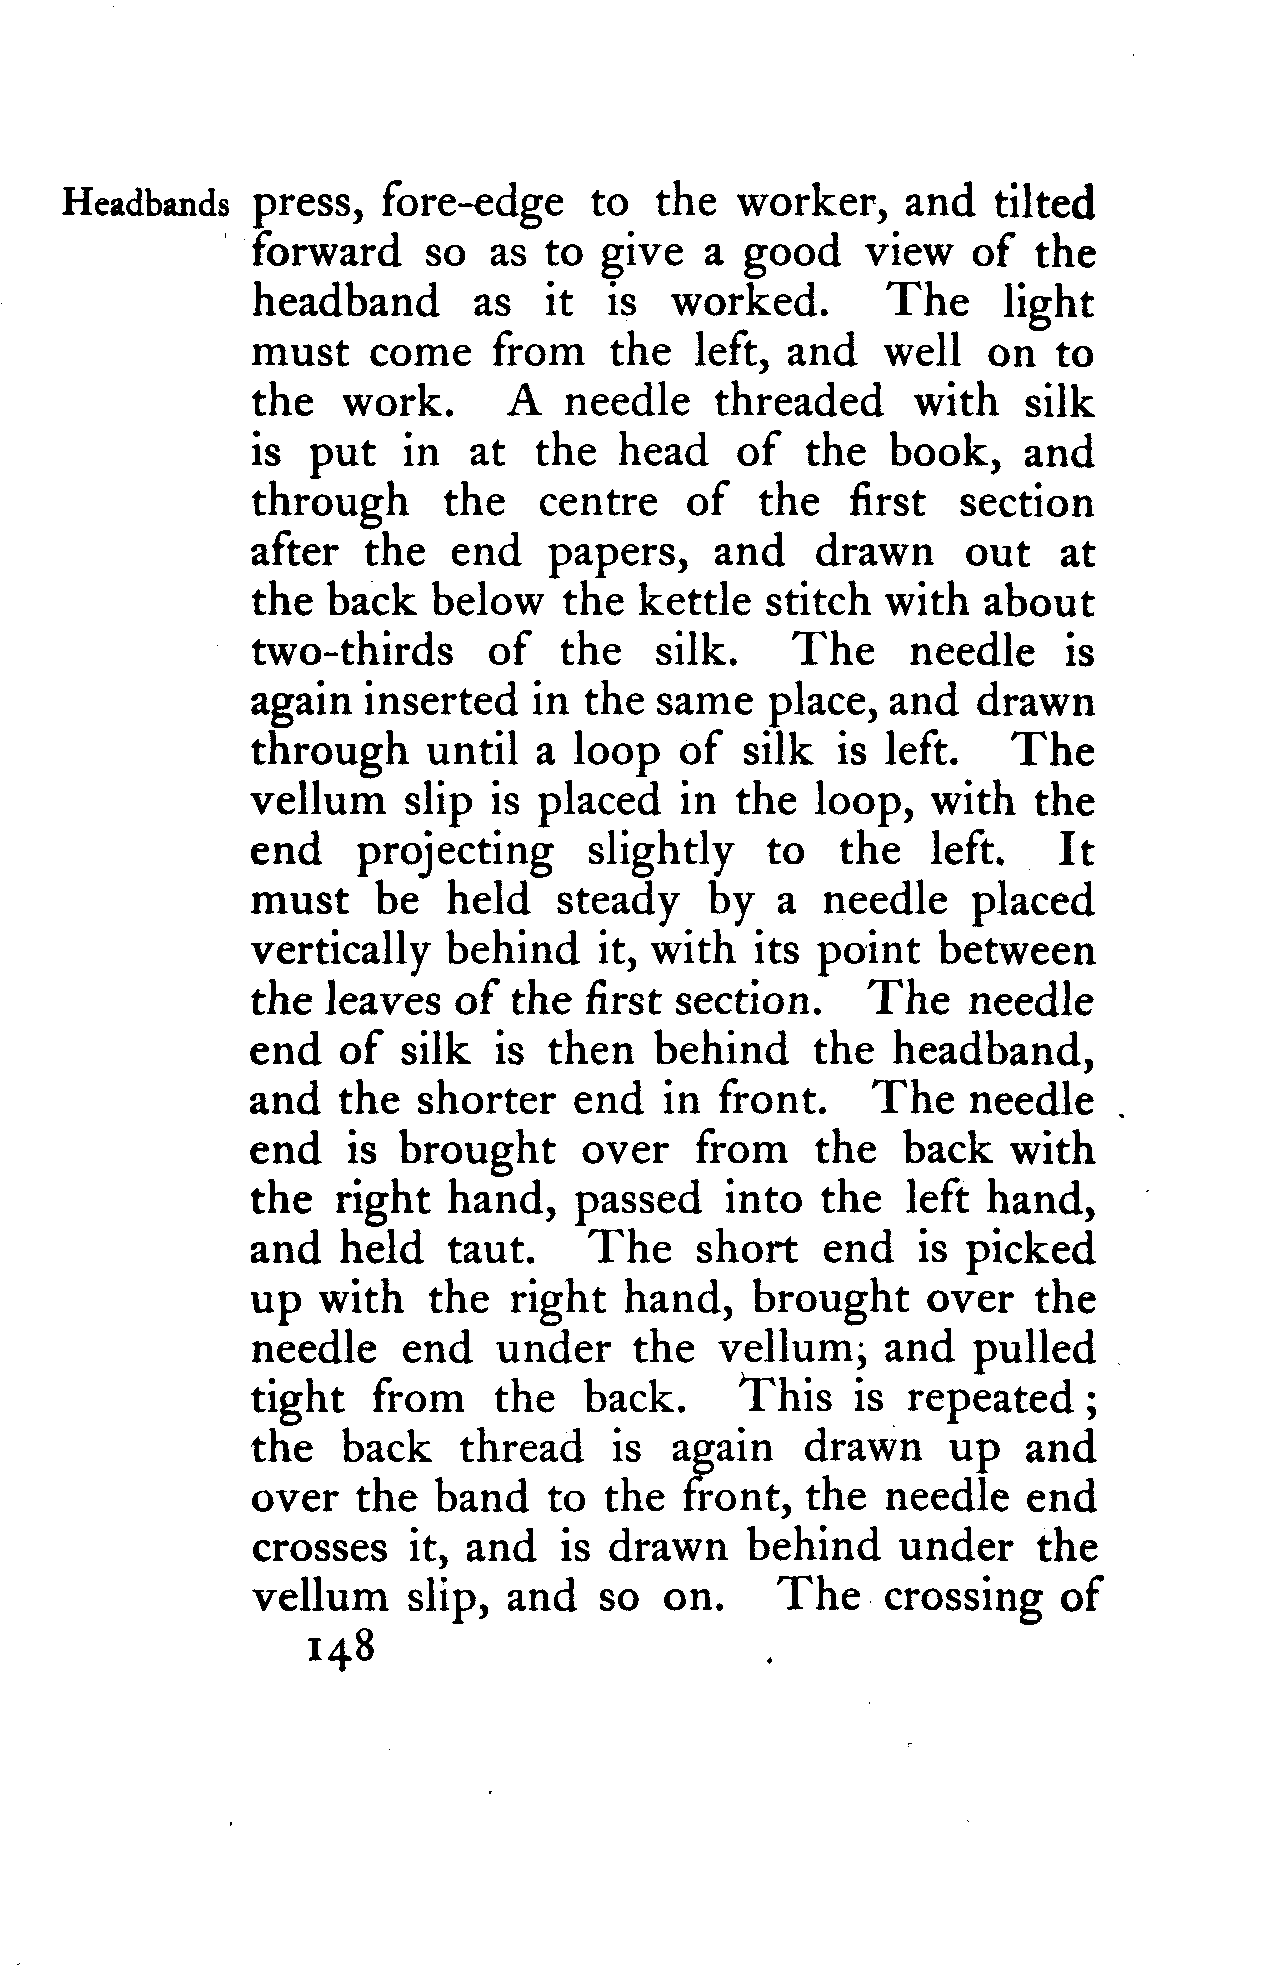 Headbands press, fore-edge to the worker, and tilted
forward so as to give a good view of the
headband as it is worked. The light
must come from the left, and well on to
the work. A needle threaded with silk
is put in at the head of the book, and
through the centre of the first section
after the end papers, and drawn out at
the back below the kettle stitch with about
two-thirds of the silk. The needle is
again inserted in the same place, and drawn
through until a loop of silk is left. The
vellum slip is placed in the loop, with the
end projecting slightly to the left. It
must be held steady by a needle placed
vertically behind it, with its point between
the leaves of the first section. The needle
end of silk is then behind the headband,
and the shorter end in front. The needle
end is brought over from the back with
the right hand, passed into the left hand,
and held taut. The short end is picked
up with the right hand, brought over the
needle end under the vellum; and pulled
tight from the back. This is repeated ;
the back thread is again drawn up and
over the band to the front, the needle end
crosses it, and is drawn behind under the
vellum slip, and so on. The crossing of
148